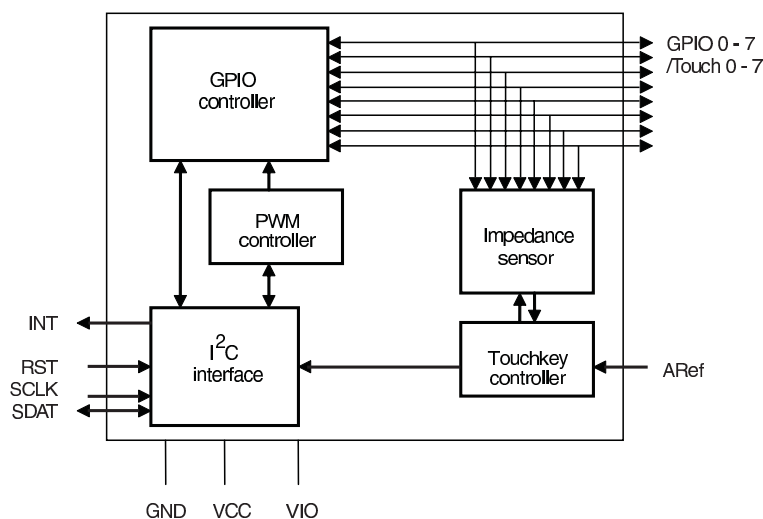 GPIO
controller
GPIO 0 - 7
/Touch 0 - 7
PWM
controller
Impedance
sensor
INT
RST
SCLK
SDAT
I²C
interface
Touchkey
controller
ARef
GND
VCC
VIO